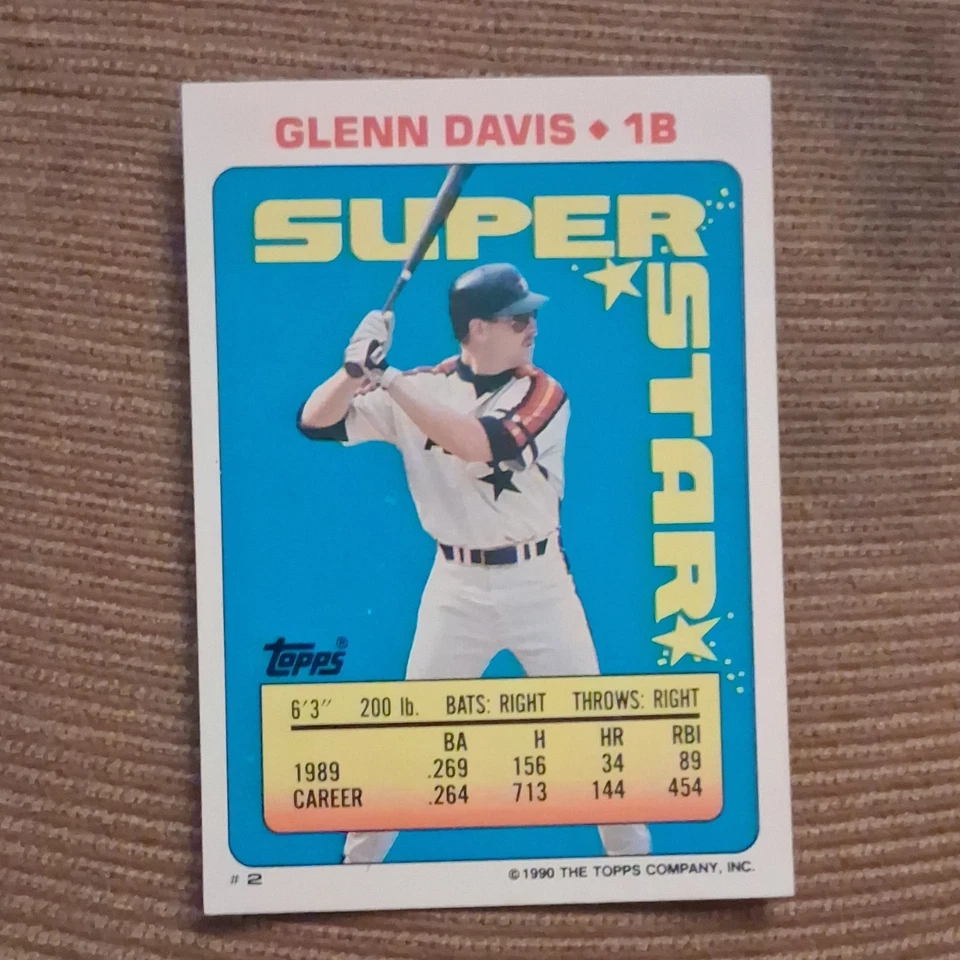 GLENN DAVIS ♦ 1B
SUPER
STAR
topps®
6'3" 200 lb. BATS: RIGHT THROWS: RIGHT
BA H HR RBI
1989 .269 156 34 89
CAREER .264 713 144 454
# 2 ©1990 THE TOPPS COMPANY, INC.